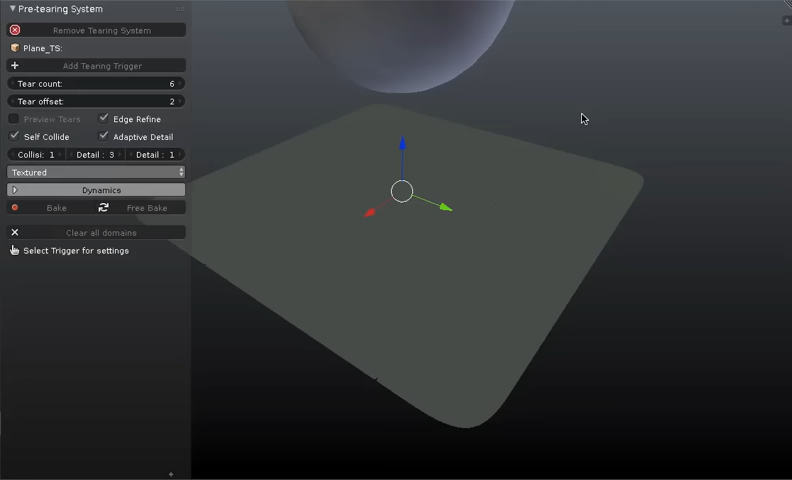 Pre-tearing System
Remove Tearing System
Plane_TS:
Add Tearing Trigger
Tear count: 6
Tear offset: 2
Preview Tears Edge Refine
Self Collide Adaptive Detail
Collisi: 1 Detail : 3 Detail : 1
Textured
Dynamics
Bake Free Bake
Clear all domains
Select Trigger for settings